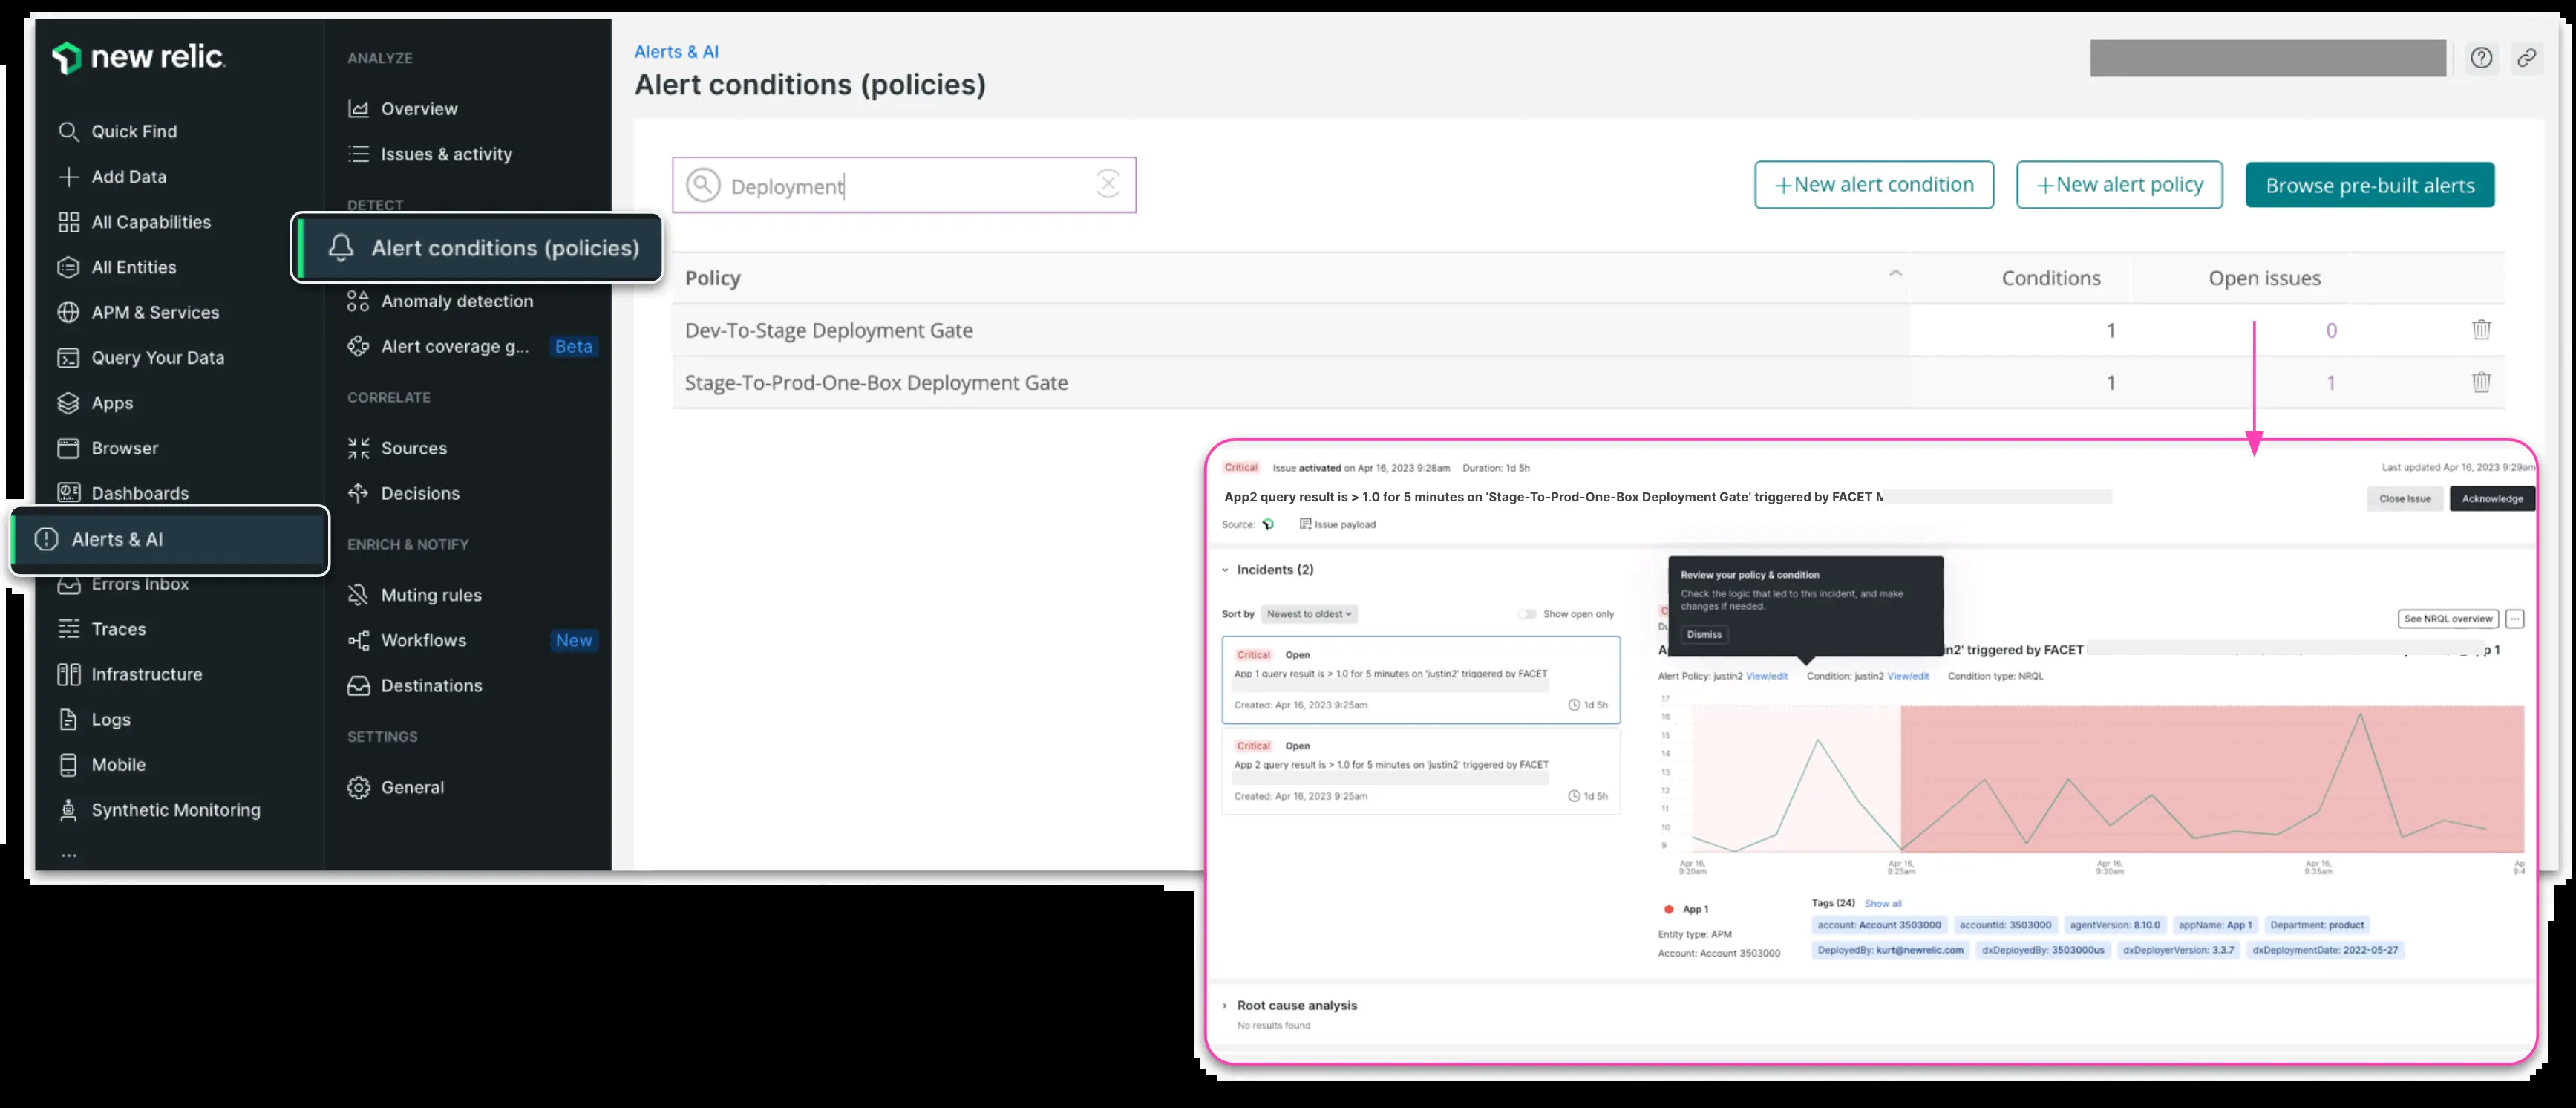 new relic.
Quick Find
Add Data
All Capabilities
All Entities
APM & Services
Query Your Data
Apps
Browser
Dashboards
Alerts & AI
Errors Inbox
Traces
Infrastructure
Logs
Mobile
Synthetic Monitoring
...
ANALYZE
Overview
Issues & activity
DETECT
Alert conditions (policies)
Anomaly detection
Alert coverage g... Beta
CORRELATE
Sources
Decisions
ENRICH & NOTIFY
Muting rules
Workflows New
Destinations
SETTINGS
General
Alerts & AI
Alert conditions (policies)
Deployment
+New alert condition
+New alert policy
Browse pre-built alerts
Policy Conditions Open issues
Dev-To-Stage Deployment Gate 1 0
Stage-To-Prod-One-Box Deployment Gate 1 1
Critical Issue activated on Apr 16, 2023 9:28am Duration: 1d 5h
Last updated Apr 16, 2023 9:29am
App2 query result is > 1.0 for 5 minutes on 'Stage-To-Prod-One-Box Deployment Gate' triggered by FACET
Close Issue Acknowledge
Source: Issue payload
Incidents (2)
Sort by Newest to oldest Show open only
Critical Open
App 1 query result is > 1.0 for 5 minutes on 'justin2' triggered by FACET
Created: Apr 16, 2023 9:25am 1d 5h
Critical Open
App 2 query result is > 1.0 for 5 minutes on 'justin2' triggered by FACET
Created: Apr 16, 2023 9:25am 1d 5h
Review your policy & condition
Check the logic that led to this incident, and make
changes if needed.
Dismiss
See NRQL overview ...
in2' triggered by FACET
Alert Policy: justin2 View/edit Condition: justin2 View/edit Condition type: NRQL
17
16
15
14
13
12
11
10
9
Apr 16, 9:20am
Apr 16, 9:25am
Apr 16, 9:30am
Apr 16, 9:35am
Ap 9:4
App 1
Entity type: APM
Account: Account 3503000
Tags (24) Show all
account: Account 3503000 accountId: 3503000 agentVersion: 8.10.0 appName: App 1 Department: product
DeployedBy: kurt@newrelic.com dxDeployedBy: 3503000us dxDeployerVersion: 3.3.7 dxDeploymentDate: 2022-05-27
Root cause analysis
No results found